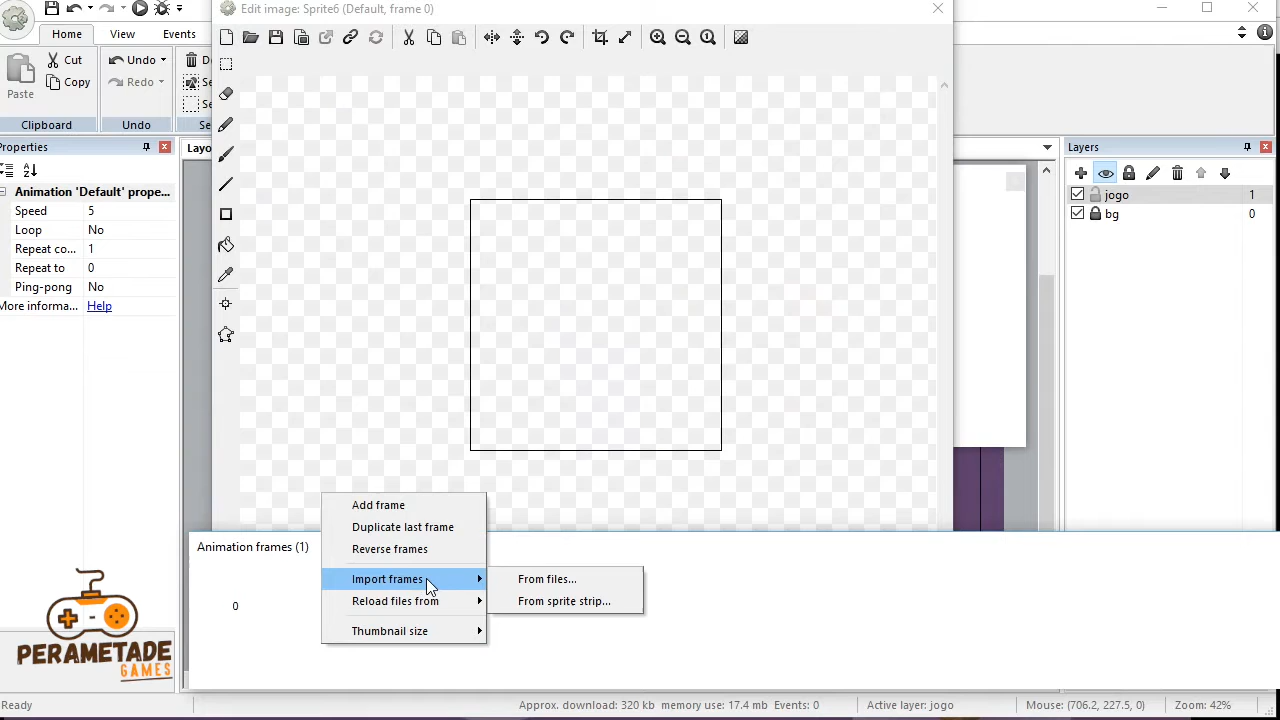 Edit image: Sprite6 (Default, frame 0)
Home
View
Events
Paste
Cut
Copy
Undo
Redo
Clipboard
Undo
Se
Properties
Layo
Layers
Animation 'Default' prope...
Speed 5
Loop No
Repeat co... 1
Repeat to 0
Ping-pong No
More informa... Help
jogo 1
bg 0
Add frame
Duplicate last frame
Reverse frames
Import frames
Reload files from
Thumbnail size
From files...
From sprite strip...
Animation frames (1)
0
PERAMETADE
GAMES
Ready
Approx. download: 320 kb memory use: 17.4 mb Events: 0
Active layer: jogo
Mouse: (706.2, 227.5, 0)
Zoom: 42%